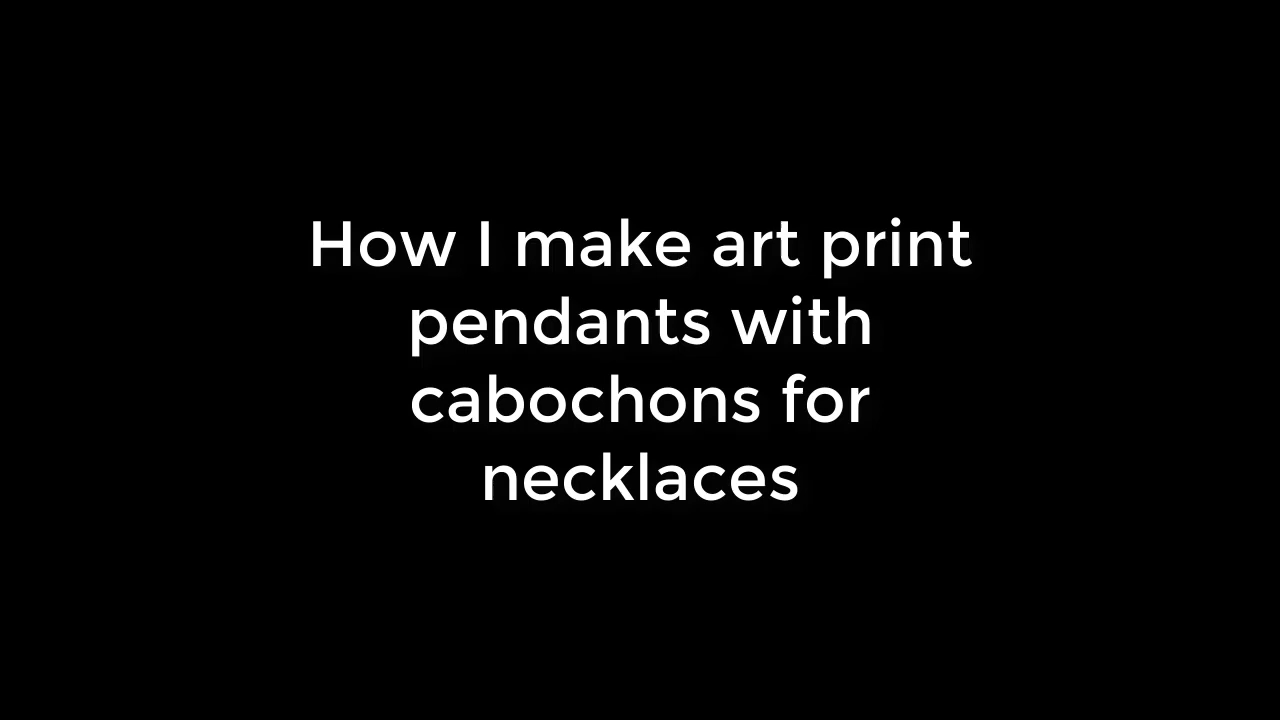 How I make art print
pendants with
cabochons for
necklaces